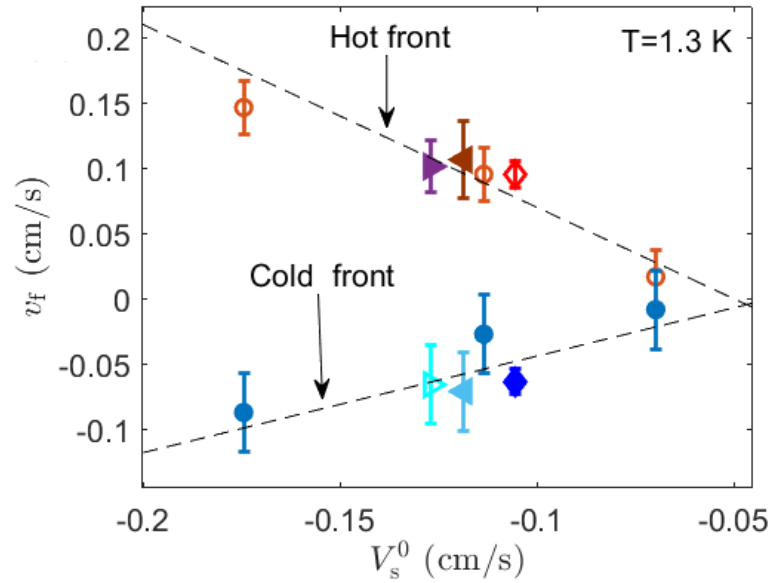 Hot front
T=1.3 K
0.2
0.15
0.1
0.05
0
-0.05
-0.1
v_f (cm/s)
Cold front
-0.2
-0.15
-0.1
-0.05
V_s^0 (cm/s)